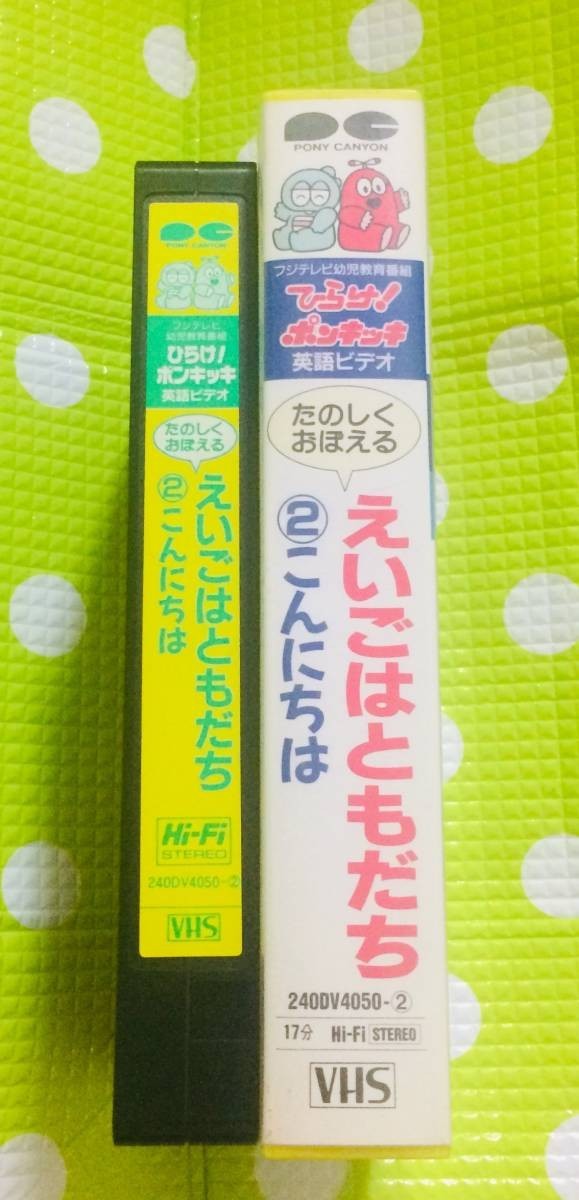 PONY CANYON
フジテレビ
幼児教育番組
ひらけ!
ポンキッキ
英語ビデオ
たのしく
おぼえる
えいごはともだち
②こんにちは
Hi-Fi
STEREO
240DV4050-②
VHS
PONY CANYON
フジテレビ幼児教育番組
ひらけ!
ポンキッキ
英語ビデオ
たのしく
おぼえる
えいごはともだち
②こんにちは
240DV4050-②
17分 Hi-Fi STEREO
VHS